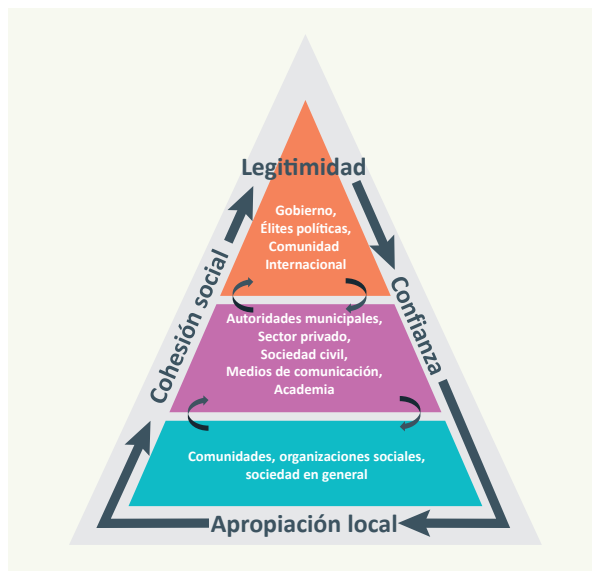 Legitimidad
Gobierno,
Élites políticas,
Comunidad
Internacional
Cohesión social
Confianza
Autoridades municipales,
Sector privado,
Sociedad civil,
Medios de comunicación,
Academia
Comunidades, organizaciones sociales,
sociedad en general
Apropiación local